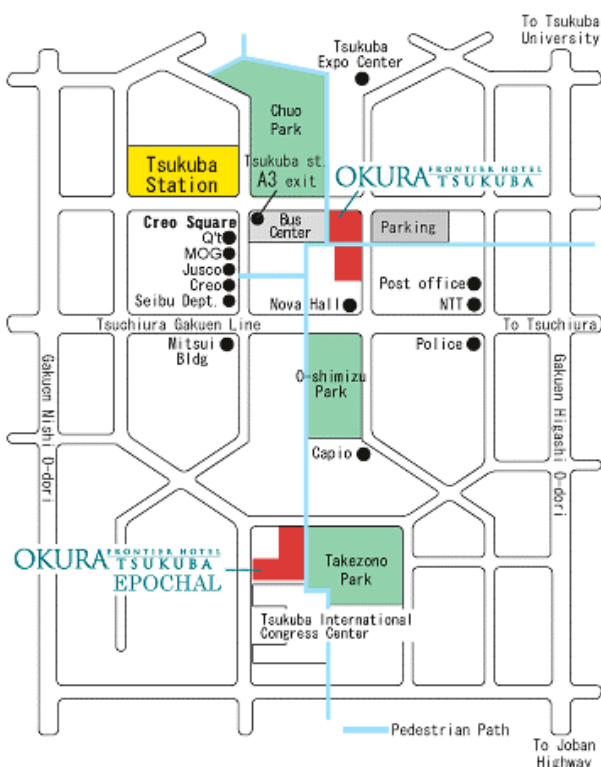 To Tsukuba
University
Tsukuba
Expo Center
Chuo
Park
Tsukuba
Station
Tsukuba st.
A3 exit
OKURA FRONTIER HOTEL
TSUKUBA
Creo Square
Q't
MOG
Jusco
Creo
Seibu Dept.
Bus
Center
Parking
Post office
NTT
Nova Hall
Tsuchiura Gakuen Line
To Tsuchiura
Mitsui
Bldg
Police
O-shimizu
Park
Gakuen Nishi O-dori
Gakuen Higashi O-dori
Capio
OKURA FRONTIER HOTEL
TSUKUBA
EPOCHAL
Takezono
Park
Tsukuba International
Congress Center
Pedestrian Path
To Joban
Highway